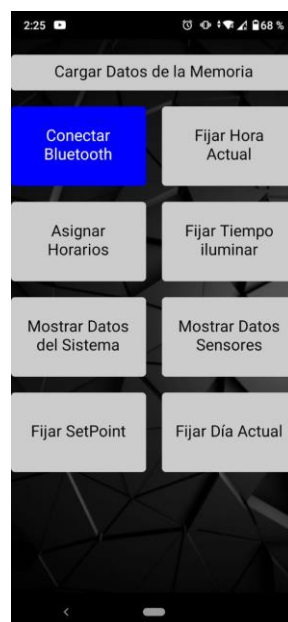 2:25 68 %
Cargar Datos de la Memoria
Conectar
Bluetooth
Fijar Hora
Actual
Asignar
Horarios
Fijar Tiempo
iluminar
Mostrar Datos
del Sistema
Mostrar Datos
Sensores
Fijar SetPoint
Fijar Día Actual